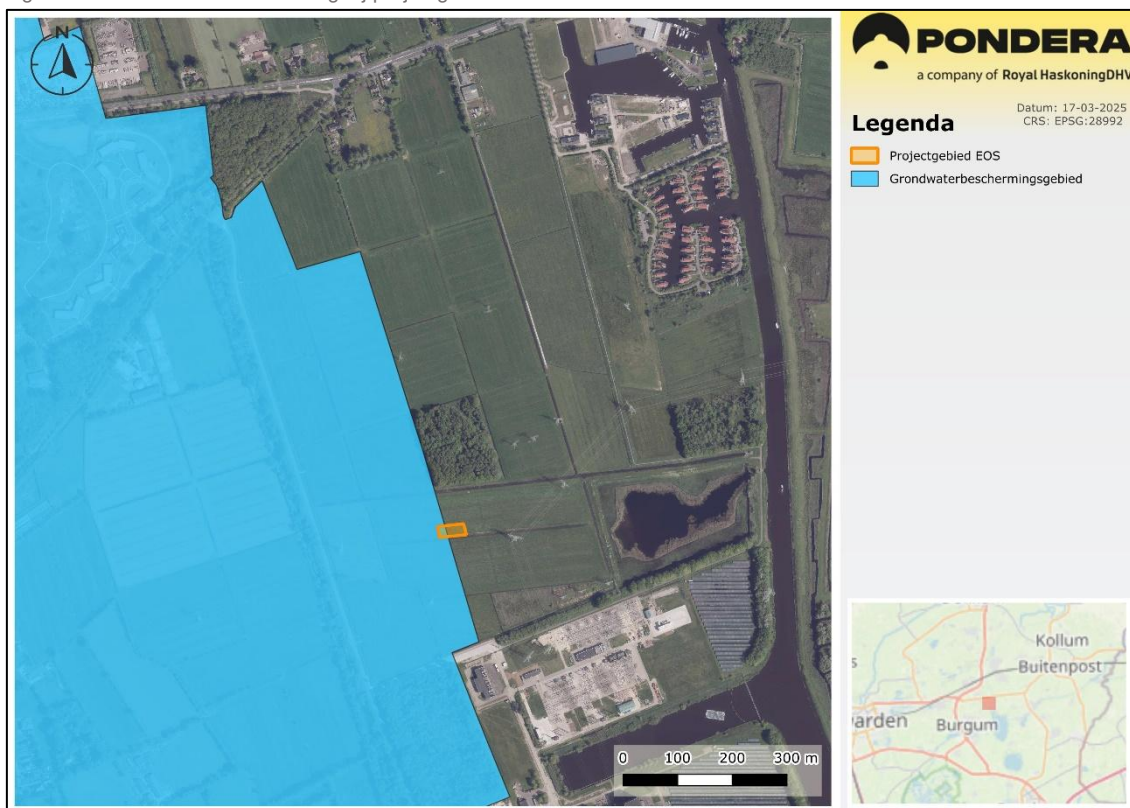 N
PONDERA
a company of Royal HaskoningDHV
Datum: 17-03-2025
CRS: EPSG:28992
Legenda
Projectgebied EOS
Grondwaterbeschermingsgebied
Kollum
Buitenpost
s
warden
Burgum
0 100 200 300 m